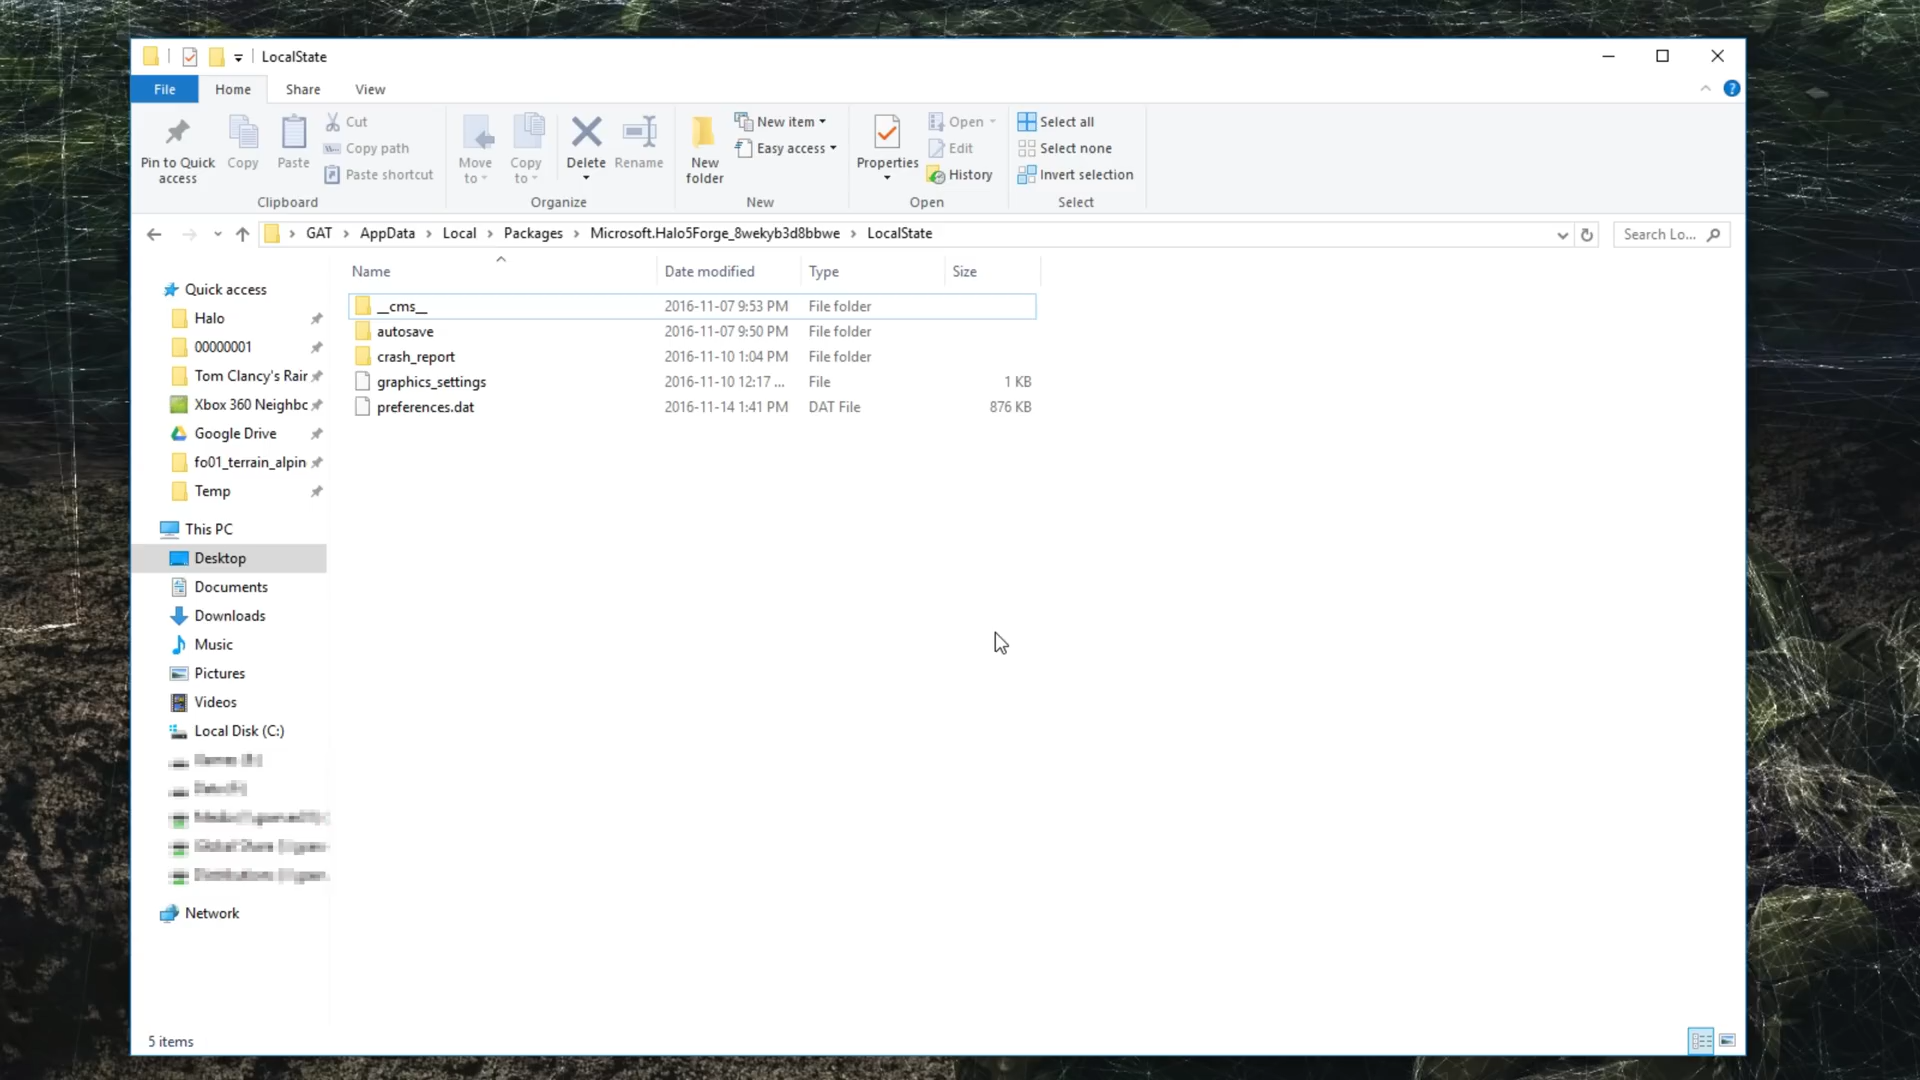 LocalState
File
Home
Share
View
Pin to Quick
access
Copy
Paste
Cut
Copy path
Paste shortcut
Clipboard
Move
to
Copy
to
Delete
Rename
Organize
New
folder
New item
Easy access
New
Properties
Open
Edit
History
Open
Select all
Select none
Invert selection
Select
GAT > AppData > Local > Packages > Microsoft.Halo5Forge_8wekyb3d8bbwe > LocalState
Search Lo...
Name
Date modified
Type
Size
__cms__ 2016-11-07 9:53 PM File folder
autosave 2016-11-07 9:50 PM File folder
crash_report 2016-11-10 1:04 PM File folder
graphics_settings 2016-11-10 12:17 ... File 1 KB
preferences.dat 2016-11-14 1:41 PM DAT File 876 KB
Quick access
Halo
00000001
Tom Clancy's Rair
Xbox 360 Neighbc
Google Drive
fo01_terrain_alpin
Temp
This PC
Desktop
Documents
Downloads
Music
Pictures
Videos
Local Disk (C:)
Network
5 items